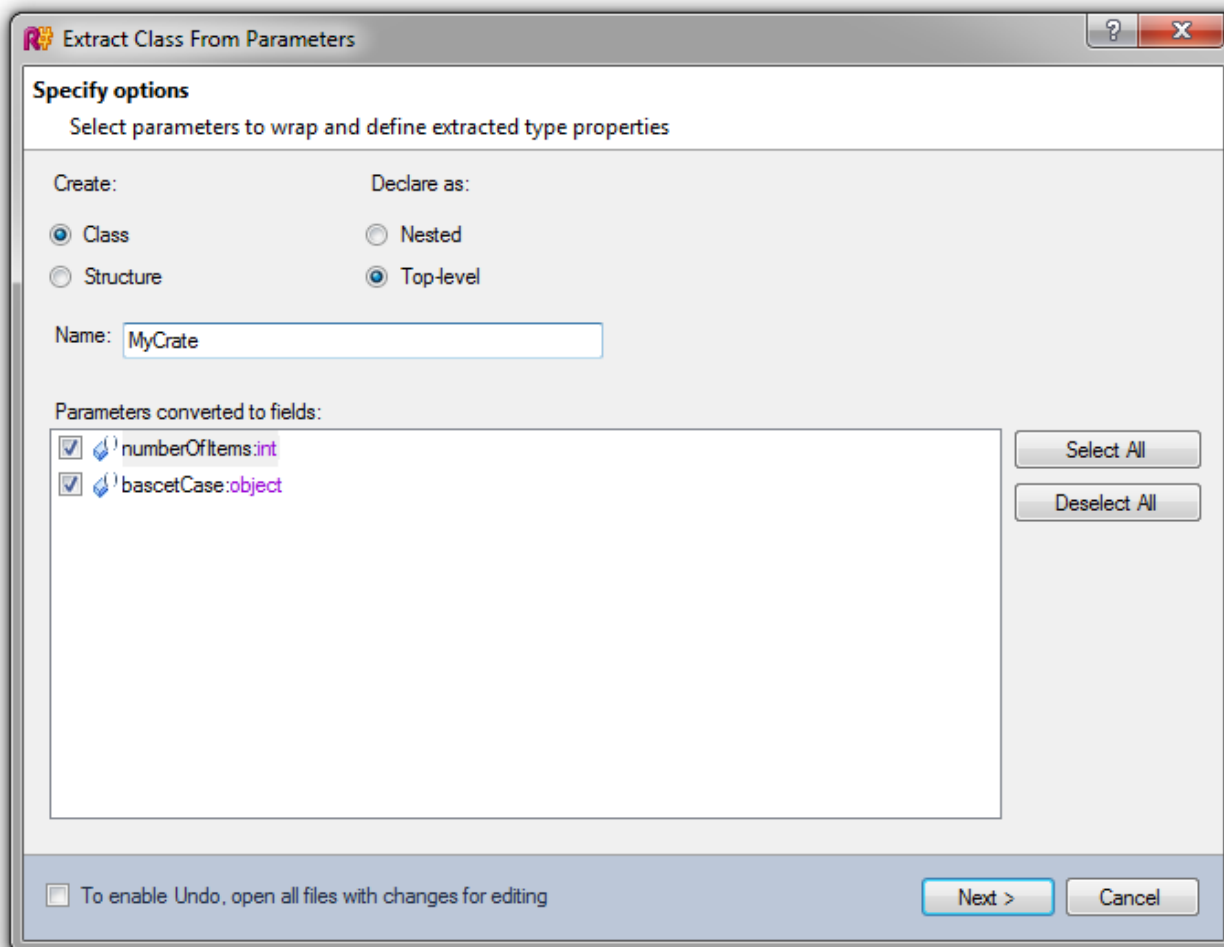 R# Extract Class From Parameters
?
X
Specify options
Select parameters to wrap and define extracted type properties
Create:
Declare as:
Class
Nested
Structure
Top-level
Name: MyCrate
Parameters converted to fields:
numberOfItems:int
Select All
bascetCase:object
Deselect All
To enable Undo, open all files with changes for editing
Next >
Cancel